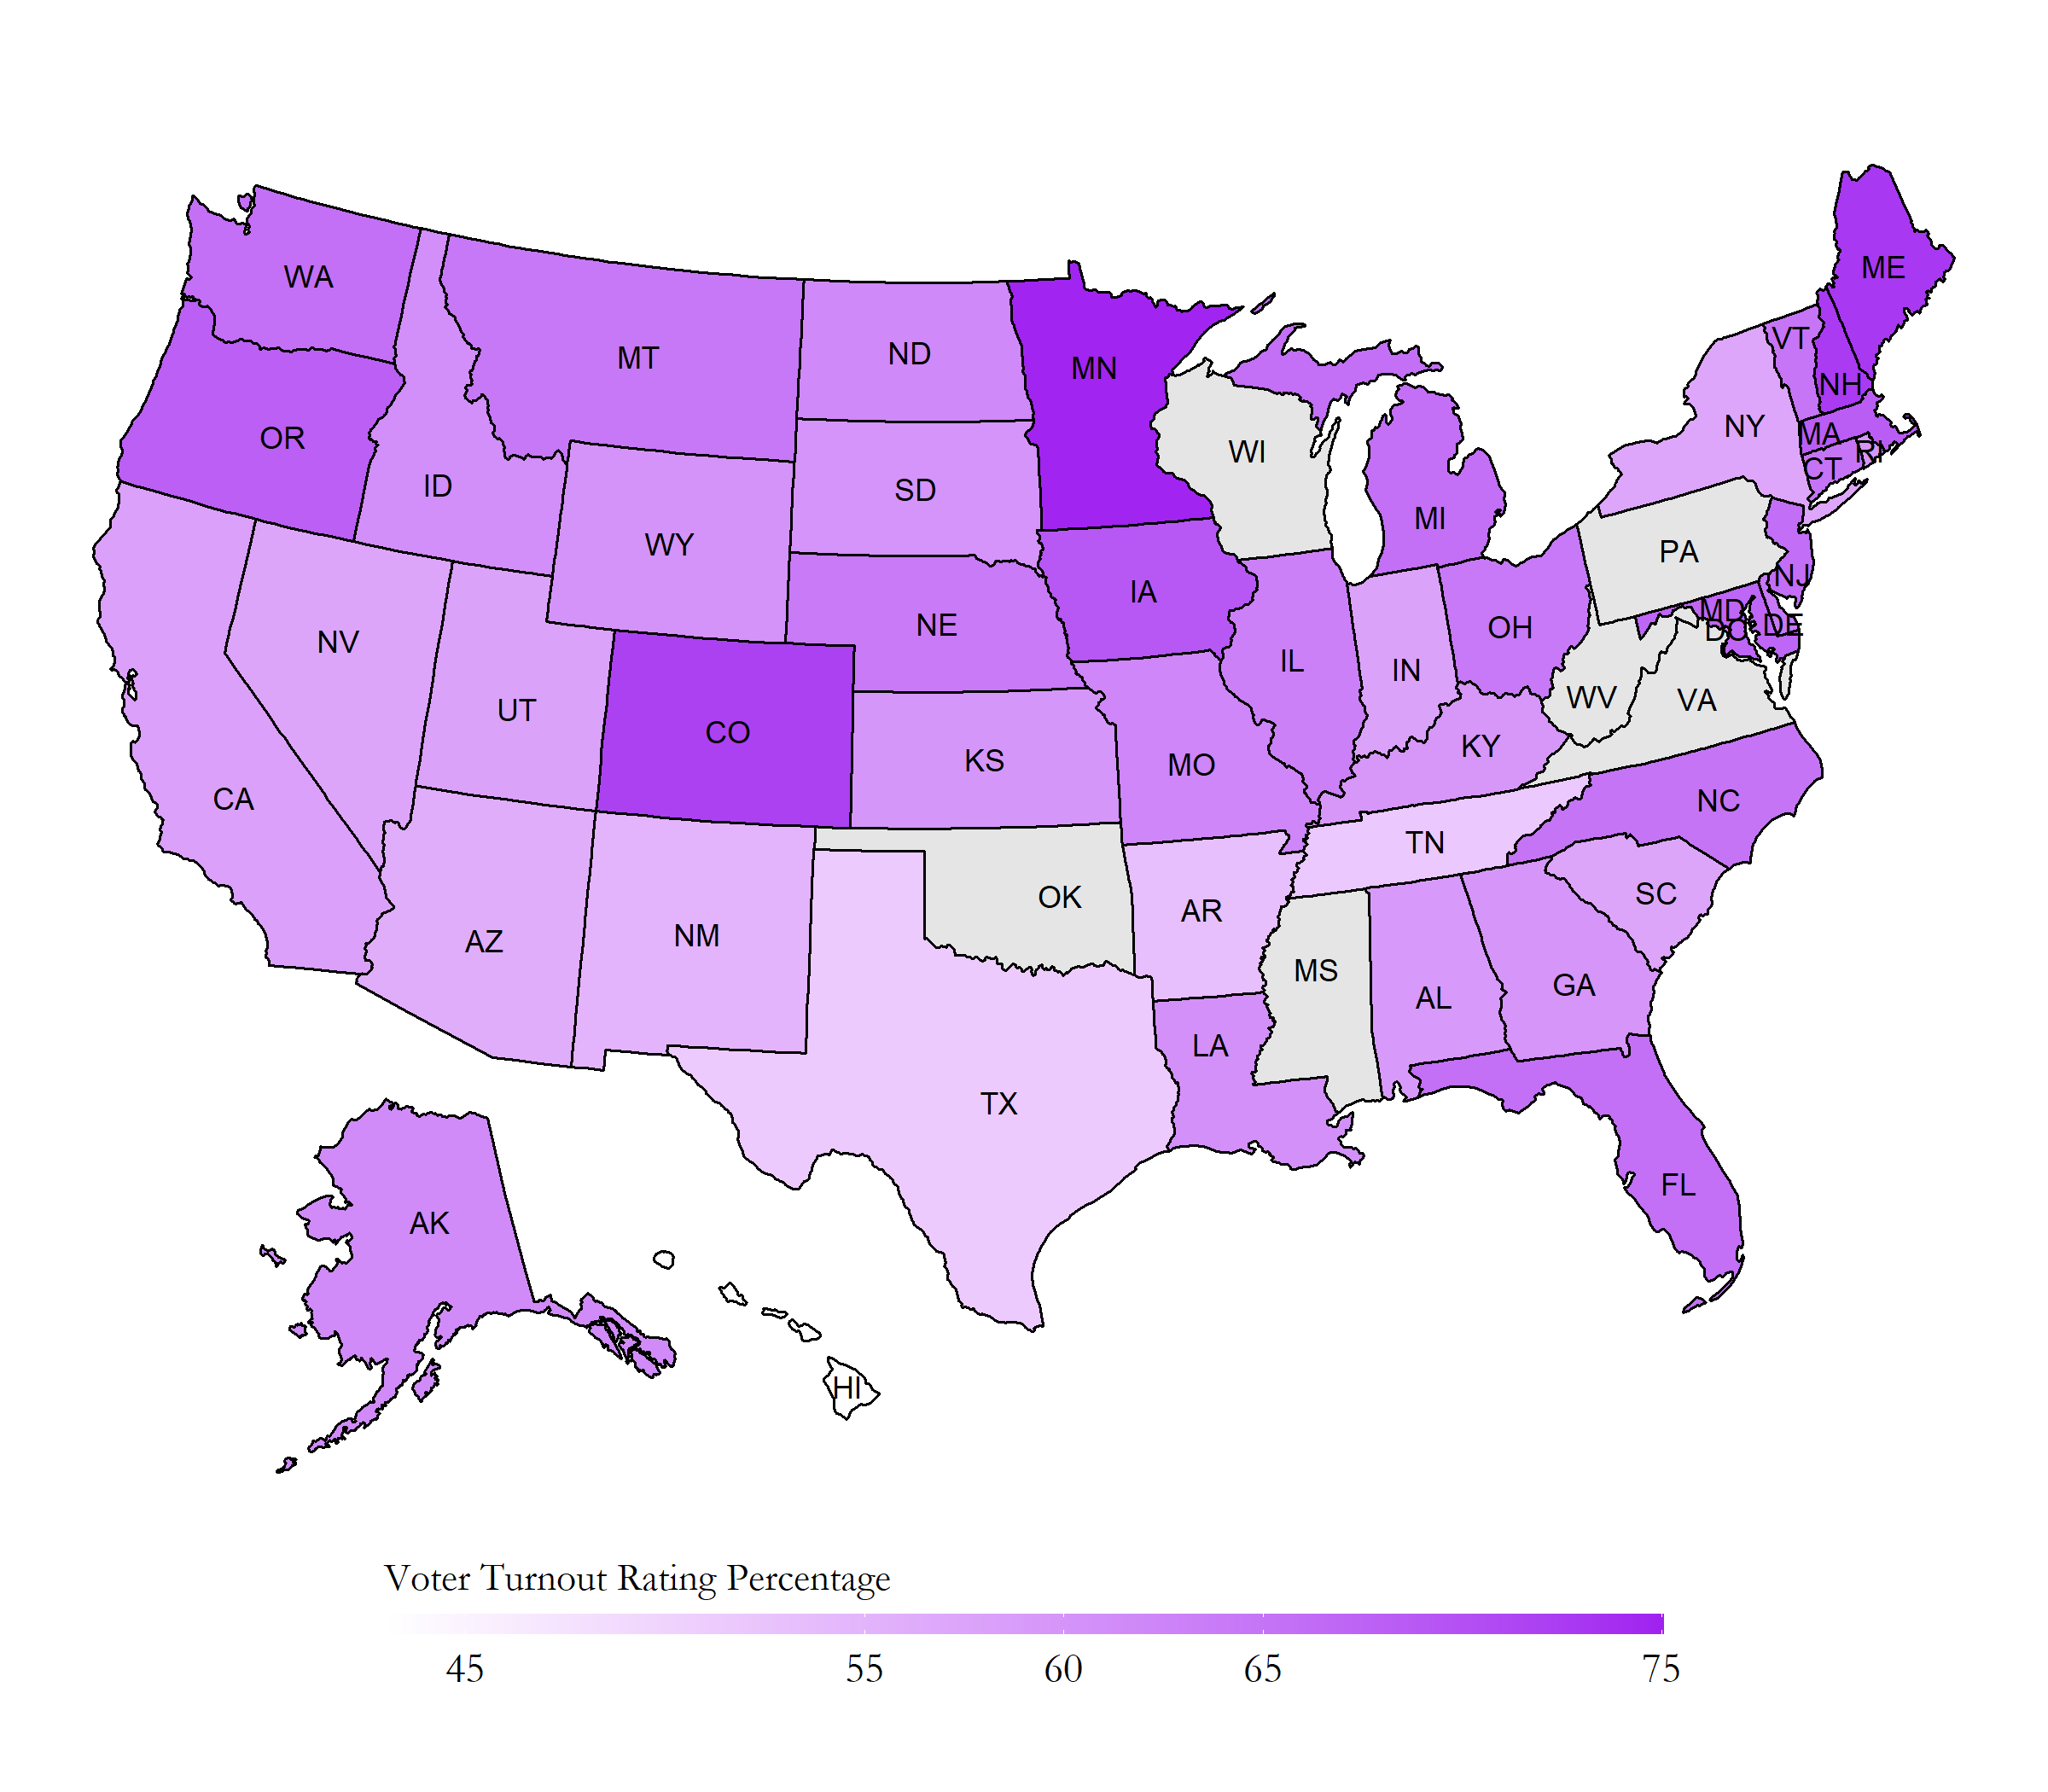 ME
WA
VT
ND
MT
MN
NH
NY
MA
OR
WI
RI
CT
ID
SD
MI
WY
PA
NJ
IA
MD
NE
OH
DC
DE
NV
IL
IN
WV
VA
UT
CO
KY
KS
MO
CA
NC
TN
OK
SC
AR
NM
AZ
MS
GA
AL
LA
TX
FL
AK
HI
Voter Turnout Rating Percentage
45 55 60 65 75